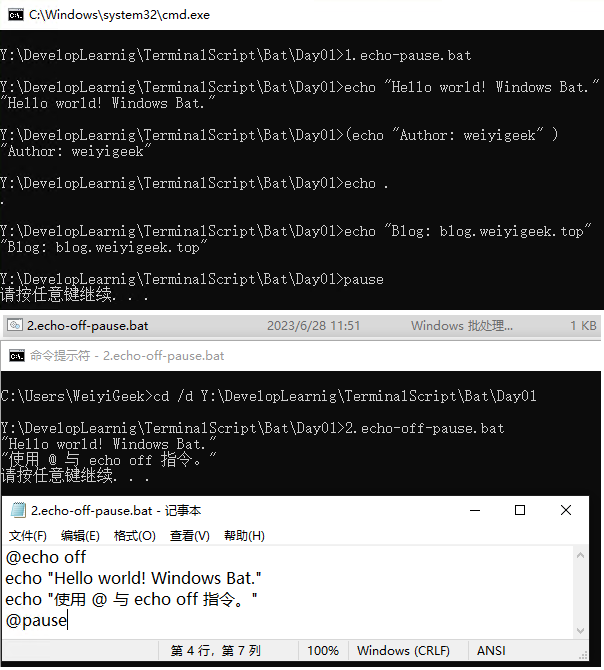 C:\Windows\system32\cmd.exe
Y:\DevelopLearnig\TerminalScript\Bat\Day01>1.echo-pause.bat
Y:\DevelopLearnig\TerminalScript\Bat\Day01>echo "Hello world! Windows Bat."
"Hello world! Windows Bat."
Y:\DevelopLearnig\TerminalScript\Bat\Day01>(echo "Author: weiyigeek" )
"Author: weiyigeek"
Y:\DevelopLearnig\TerminalScript\Bat\Day01>echo .
.
Y:\DevelopLearnig\TerminalScript\Bat\Day01>echo "Blog: blog.weiyigeek.top"
"Blog: blog.weiyigeek.top"
Y:\DevelopLearnig\TerminalScript\Bat\Day01>pause
请按任意键继续. . .
2.echo-off-pause.bat 2023/6/28 11:51 Windows 批处理... 1 KB
命令提示符 - 2.echo-off-pause.bat
C:\Users\WeiyiGeek>cd /d Y:\DevelopLearnig\TerminalScript\Bat\Day01
Y:\DevelopLearnig\TerminalScript\Bat\Day01>2.echo-off-pause.bat
"Hello world! Windows Bat."
"使用 @ 与 echo off 指令。"
请按任意键继续. . .
2.echo-off-pause.bat - 记事本
文件(F) 编辑(E) 格式(O) 查看(V) 帮助(H)
@echo off
echo "Hello world! Windows Bat."
echo "使用 @ 与 echo off 指令。"
@pause
第 4 行，第 7 列 100% Windows (CRLF) ANSI